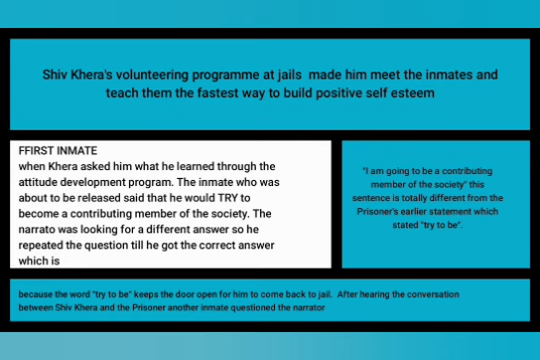 Shiv Khera's volunteering programme at jails made him meet the inmates and
teach them the fastest way to build positive self esteem
FFIRST INMATE
when Khera asked him what he learned through the
attitude development program. The inmate who was
about to be released said that he would TRY to
become a contributing member of the society. The
narrato was looking for a different answer so he
repeated the question till he got the correct answer
which is
"I am going to be a contributing
member of the society" this
sentence is totally different from the
Prisoner's earlier statement which
stated "try to be".
because the word "try to be" keeps the door open for him to come back to jail. After hearing the conversation
between Shiv Khera and the Prisoner another inmate questioned the narrator